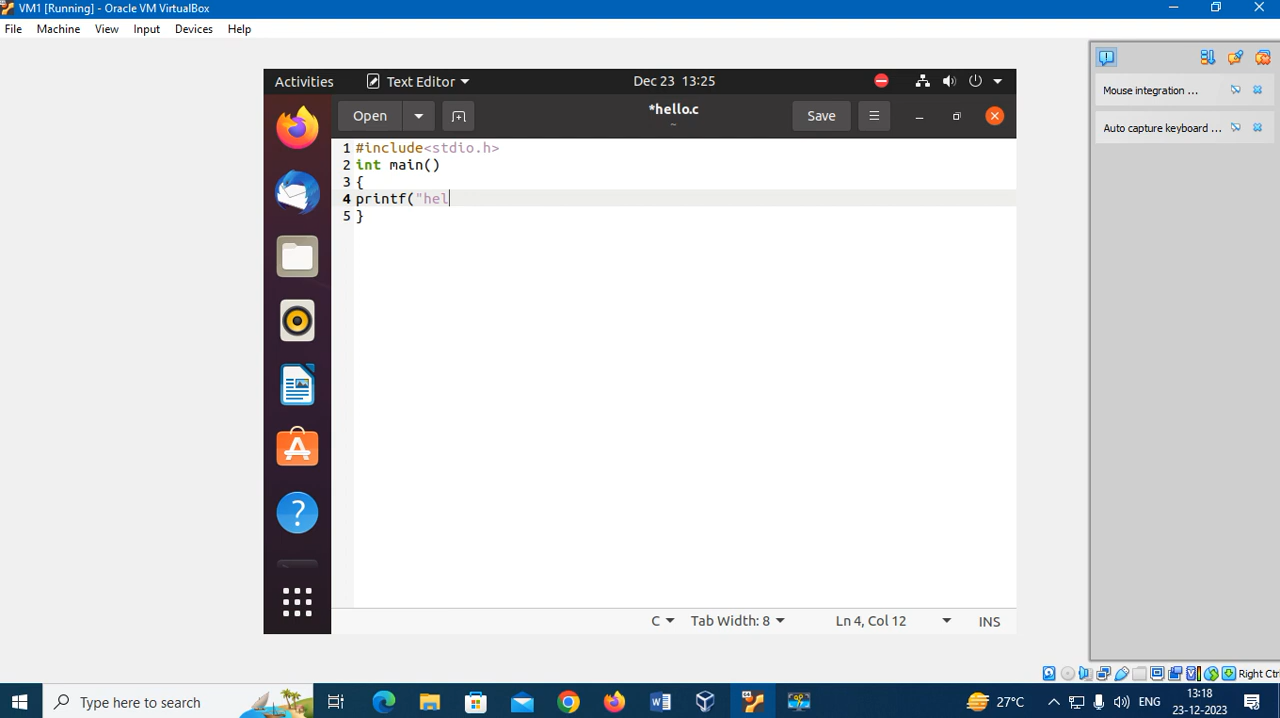 VM1 [Running] - Oracle VM VirtualBox
File Machine View Input Devices Help
Activities Text Editor Dec 23 13:25
Mouse integration ...
Open *hello.c Save
~
Auto capture keyboard ...
1 #include<stdio.h>
2 int main()
3 {
4 printf("hel
5 }
?
C Tab Width: 8 Ln 4, Col 12 INS
Right Ctrl
Type here to search 27°C ENG 13:18
23-12-2023